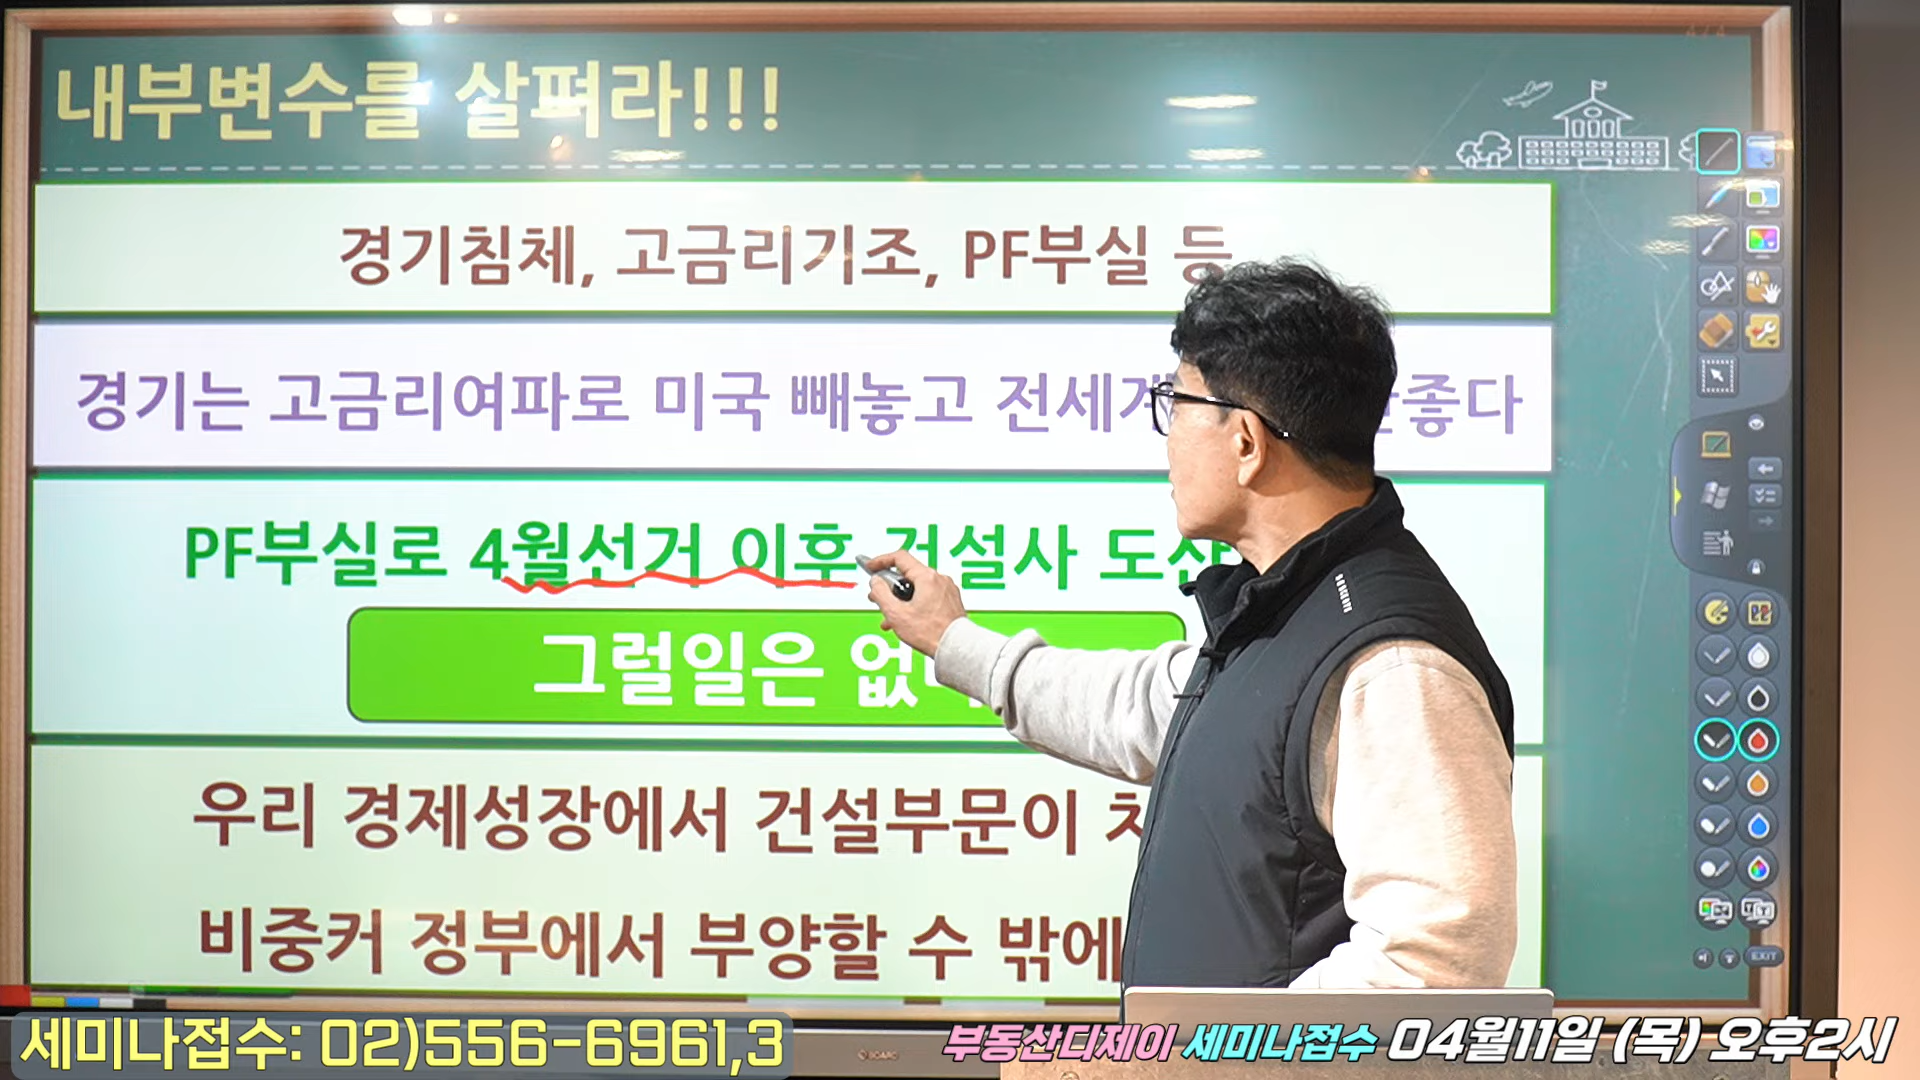 내부변수를 살펴라!!!
경기침체, 고금리기조, PF부실 등
경기는 고금리여파로 미국 빼놓고 전세계 안좋다
PF부실로 4월선거 이후 건설사 도산
그럴일은 없다
우리 경제성장에서 건설부문이
비중커 정부에서 부양할 수 밖에
EXIT
BOARD
세미나접수: 02)556-6961,3
부동산디제이 세미나접수 04월11일 (목) 오후2시